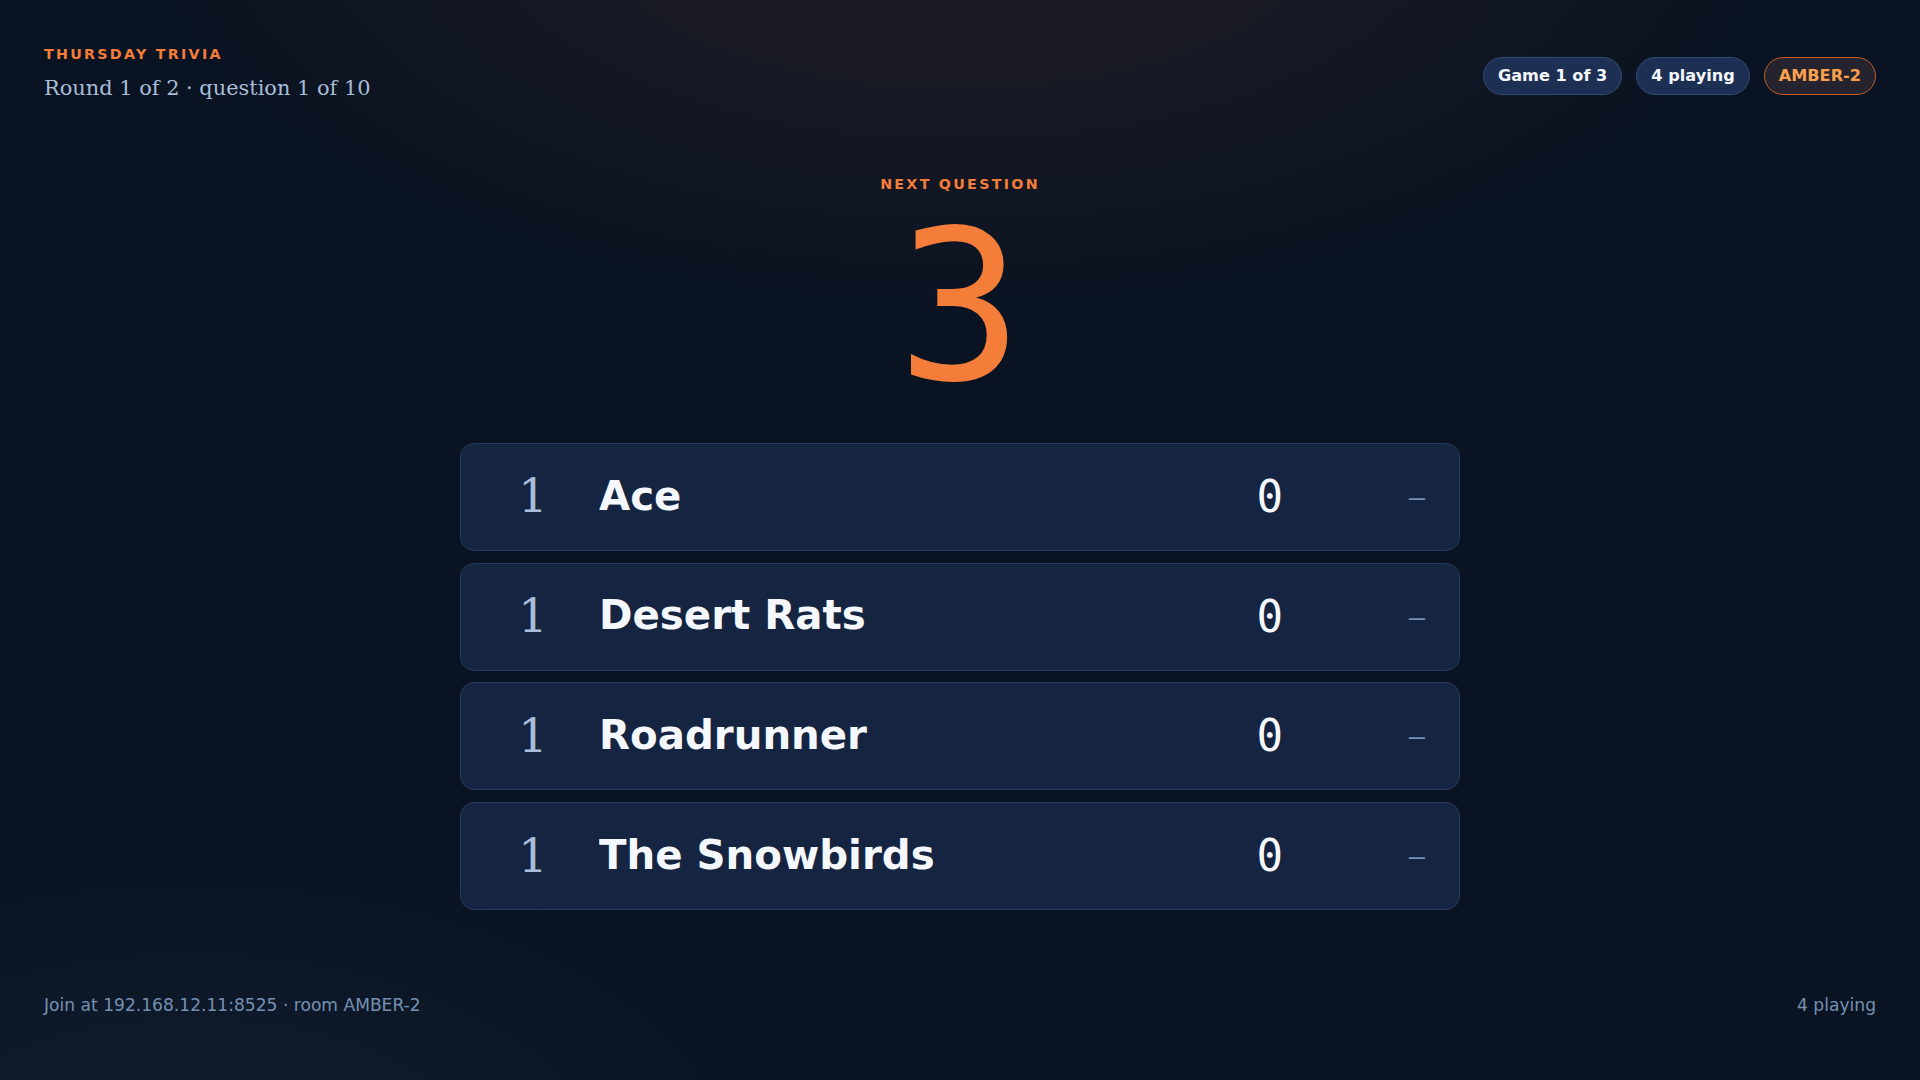 THURSDAY TRIVIA
Round 1 of 2 · question 1 of 10
Game 1 of 3
4 playing
AMBER-2
NEXT QUESTION
3
1 Ace 0 –
1 Desert Rats 0 –
1 Roadrunner 0 –
1 The Snowbirds 0 –
Join at 192.168.12.11:8525 · room AMBER-2
4 playing